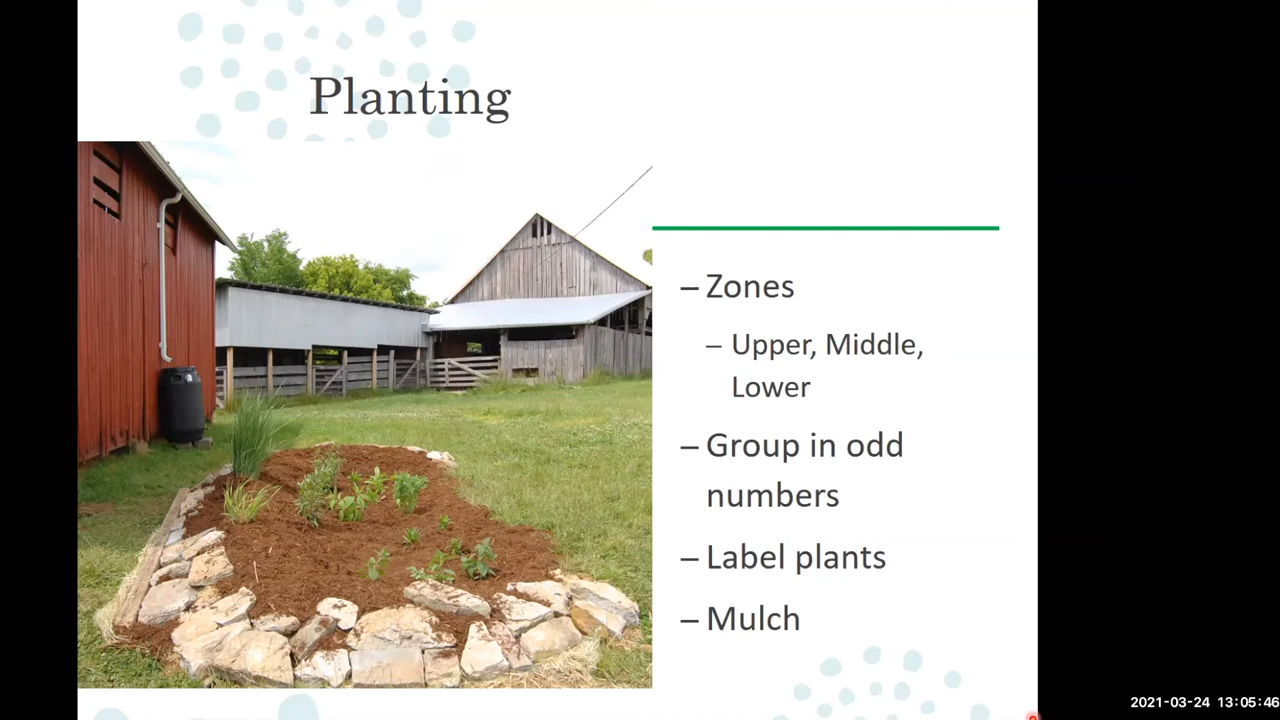 Planting
– Zones
– Upper, Middle,
Lower
– Group in odd
numbers
– Label plants
– Mulch
2021-03-24 13:05:46